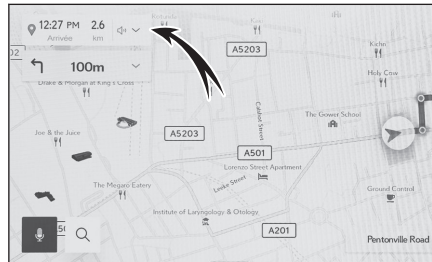 12:27 PM 2.6
Arrivée km
A5203
Kiche
02
100m
Holy Cow
Drake & Morgan at King's Cross
Calshot Street
The Gower School
Joe & the Juice
A5203
A501
Lorenzo Street Apartment
Leeke Street
The Megaro Eatery
Ground Control
Institute of Laryngology & Otology
A201
Pentonville Road